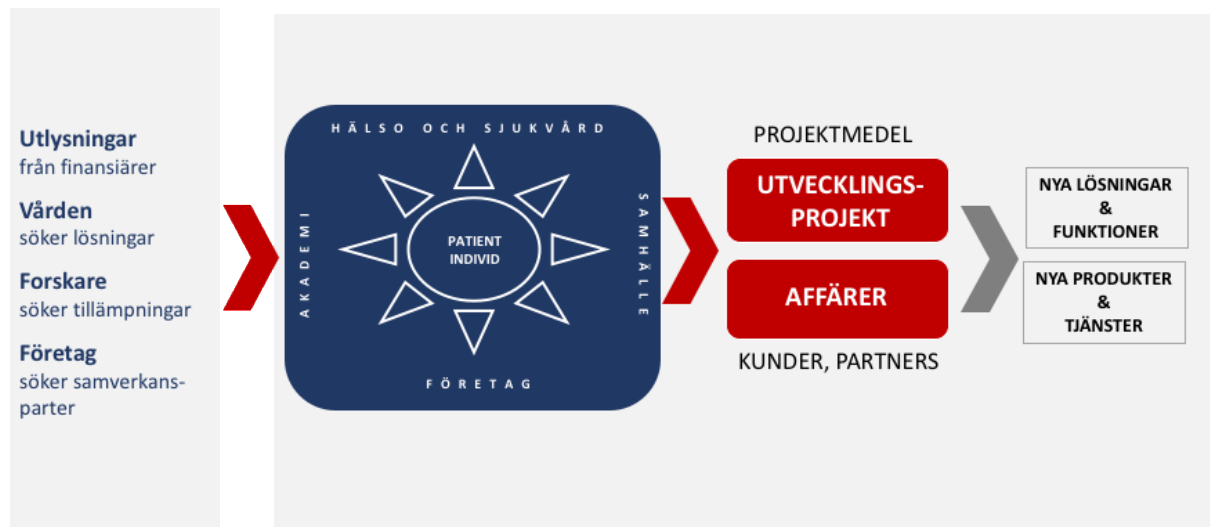 Utlysningar
från finansiärer
Vården
söker lösningar
Forskare
söker tillämpningar
Företag
söker samverkans-
parter
HÄLSO OCH SJUKVÅRD
AKADEMI
PATIENT
INDIVID
SAMHÄLLE
FÖRETAG
PROJEKTMEDEL
UTVECKLINGS-
PROJEKT
AFFÄRER
KUNDER, PARTNERS
NYA LÖSNINGAR
&
FUNKTIONER
NYA PRODUKTER
&
TJÄNSTER